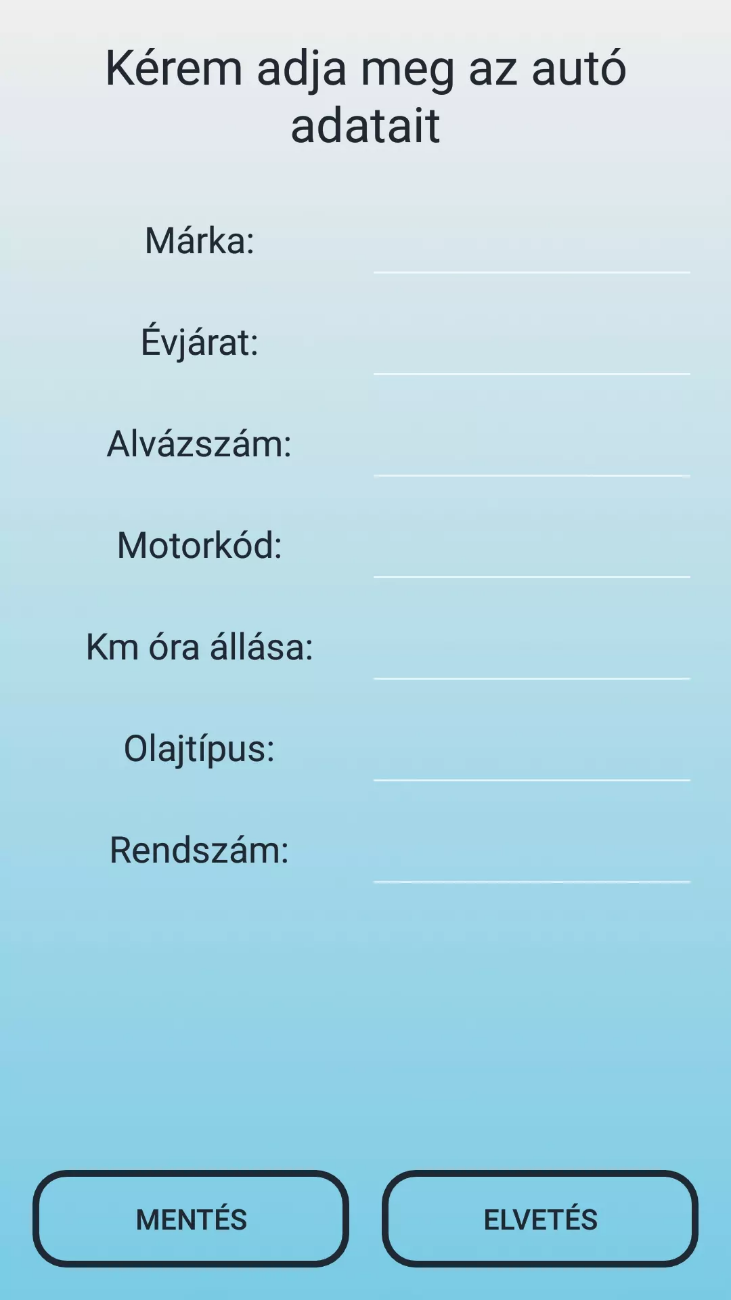 Kérem adja meg az autó
adatait
Márka:
Évjárat:
Alvázszám:
Motorkód:
Km óra állása:
Olajtípus:
Rendszám:
MENTÉS
ELVETÉS